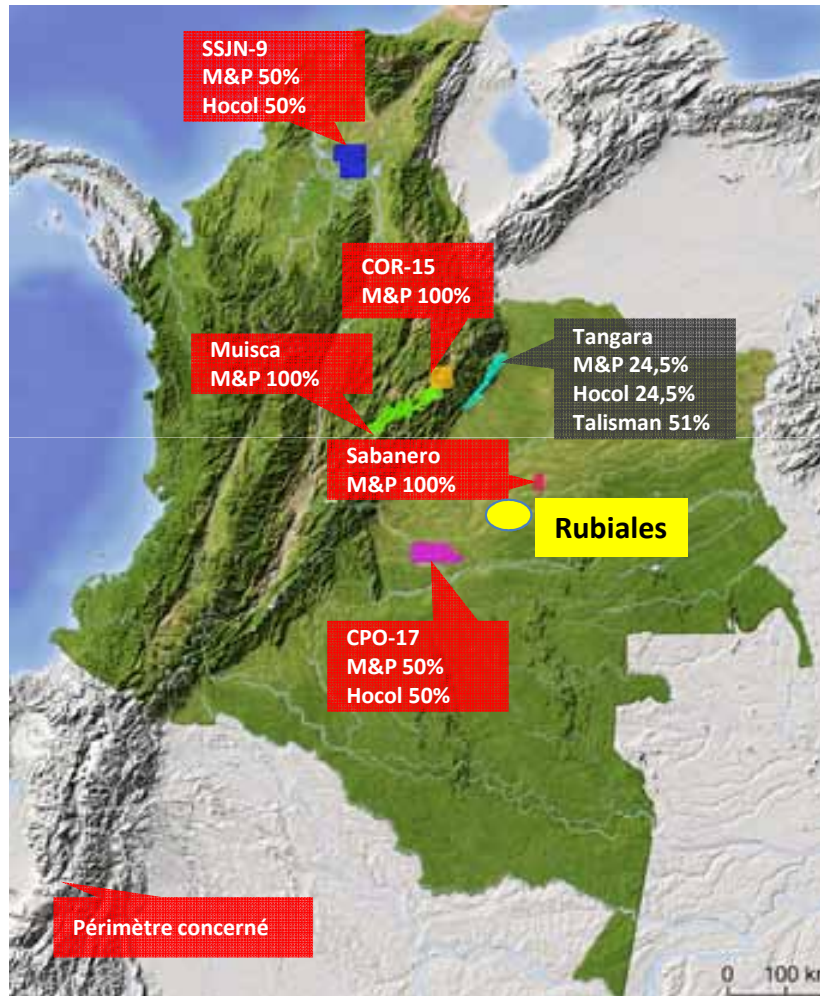 SSJN-9
M&P 50%
Hocol 50%
COR-15
M&P 100%
Muisca
M&P 100%
Tangara
M&P 24,5%
Hocol 24,5%
Talisman 51%
Sabanero
M&P 100%
Rubiales
CPO-17
M&P 50%
Hocol 50%
Périmètre concerné
0 100 km